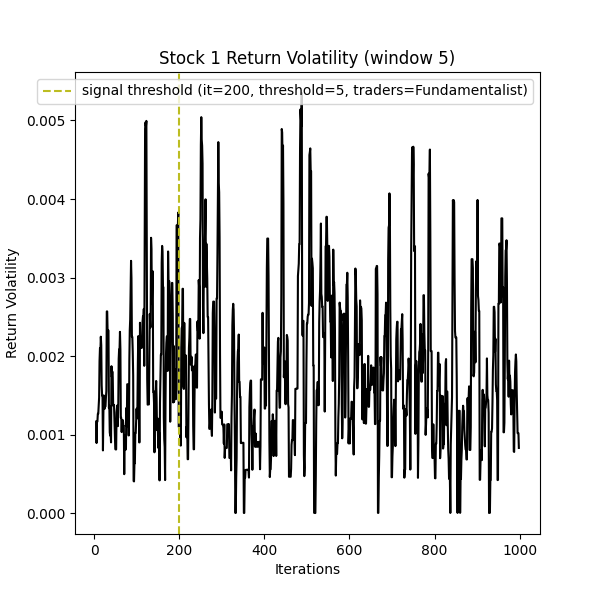 Stock 1 Return Volatility (window 5)
signal threshold (it=200, threshold=5, traders=Fundamentalist)
0.005
0.004
0.003
0.002
0.001
0.000
Return Volatility
0 200 400 600 800 1000
Iterations